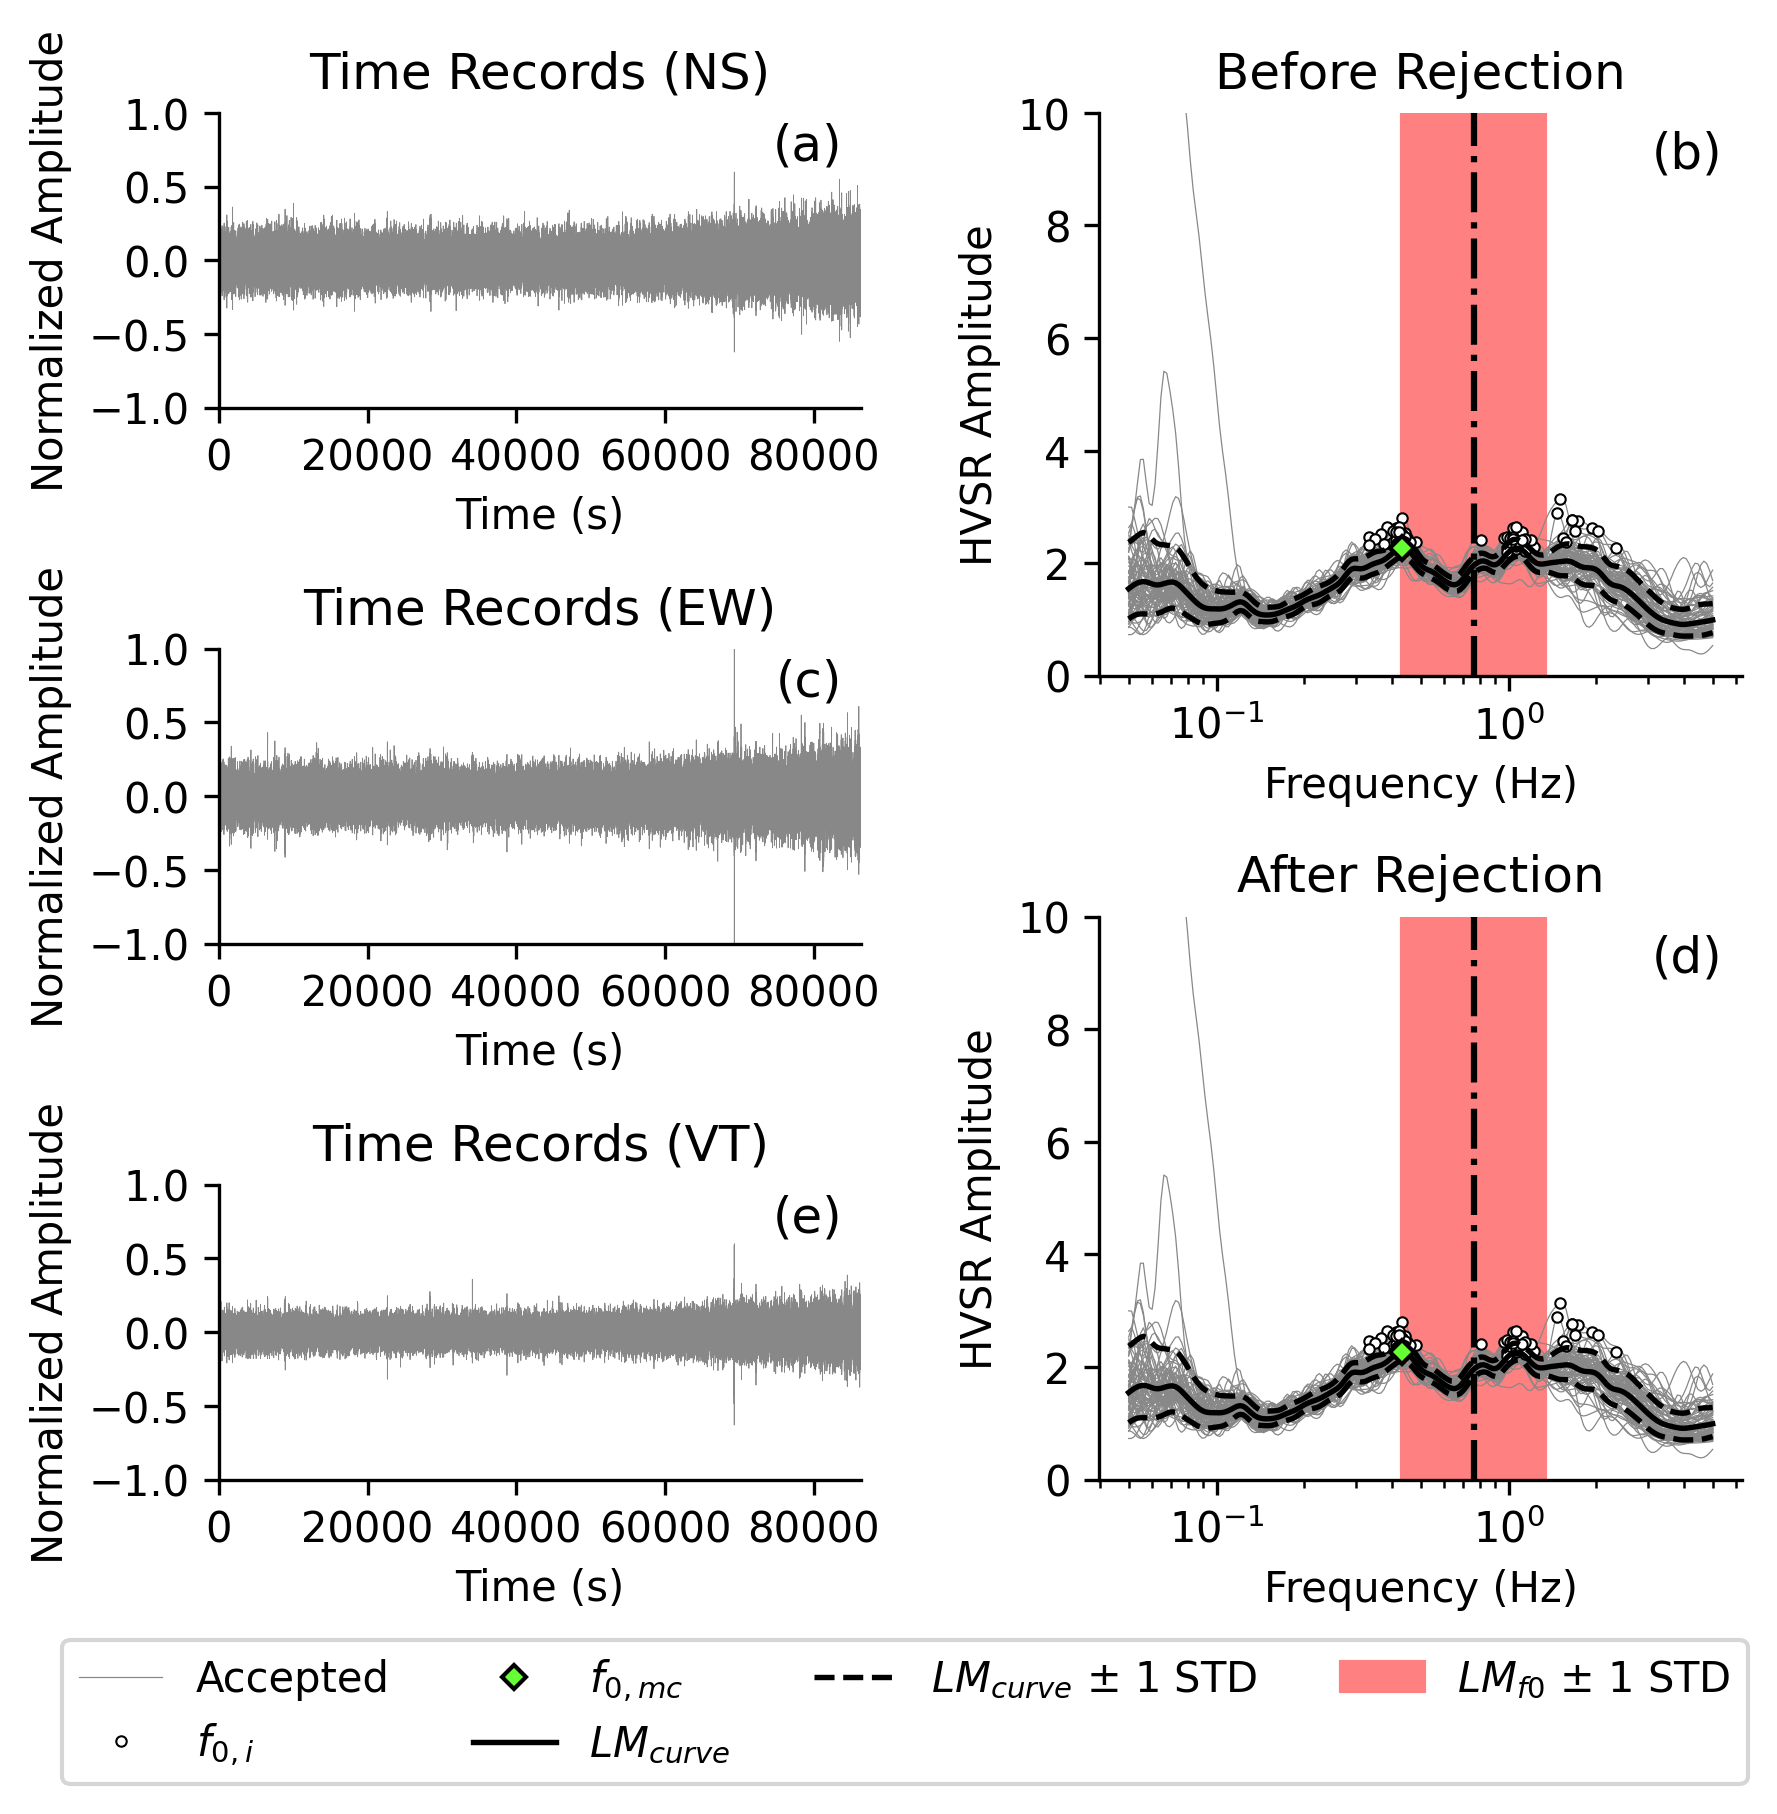 Time Records (NS)
(a)
Normalized Amplitude
1.0
0.5
0.0
−0.5
−1.0
0 20000 40000 60000 80000
Time (s)
Before Rejection
(b)
HVSR Amplitude
10
8
6
4
2
0
10⁻¹ 10⁰
Frequency (Hz)
Time Records (EW)
(c)
Normalized Amplitude
1.0
0.5
0.0
−0.5
−1.0
0 20000 40000 60000 80000
Time (s)
After Rejection
(d)
HVSR Amplitude
10
8
6
4
2
0
10⁻¹ 10⁰
Frequency (Hz)
Time Records (VT)
(e)
Normalized Amplitude
1.0
0.5
0.0
−0.5
−1.0
0 20000 40000 60000 80000
Time (s)
Accepted
f0,i
f0,mc
LMcurve
LMcurve ± 1 STD
LMf0 ± 1 STD